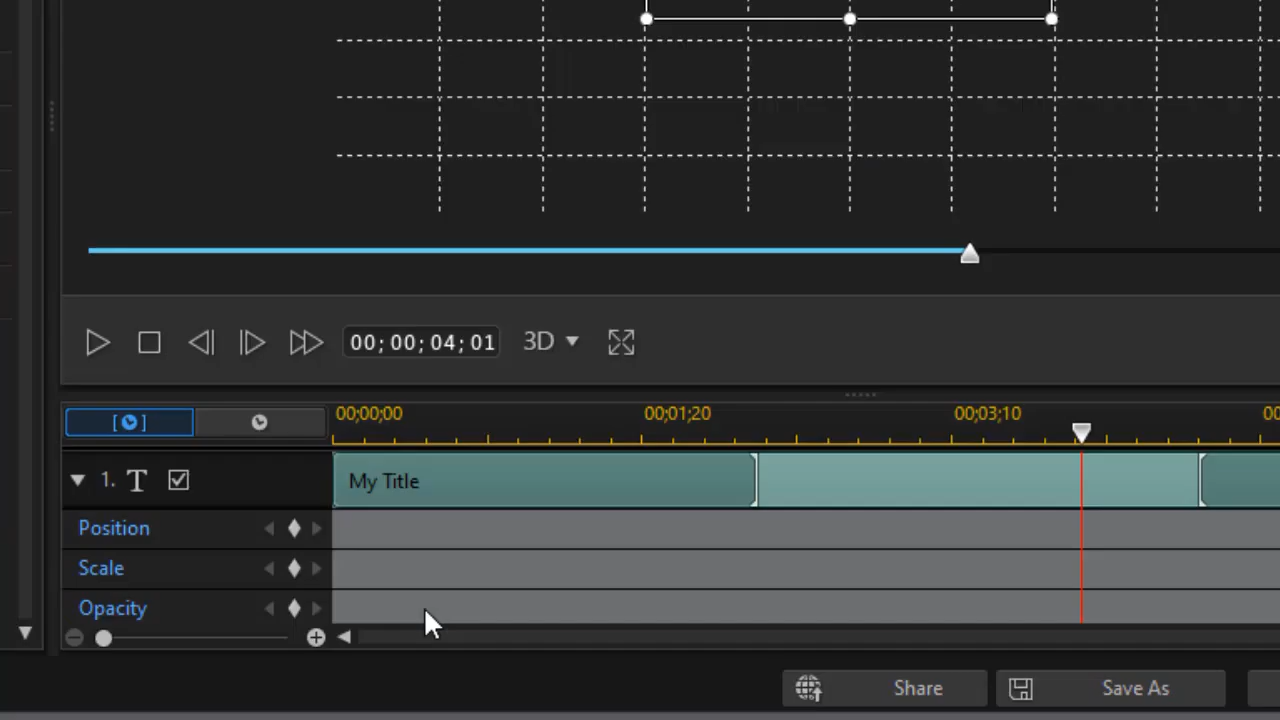 00;00;04;01 3D
00;00;00 00;01;20 00;03;10 00
1. T My Title
Position
Scale
Opacity
Share Save As